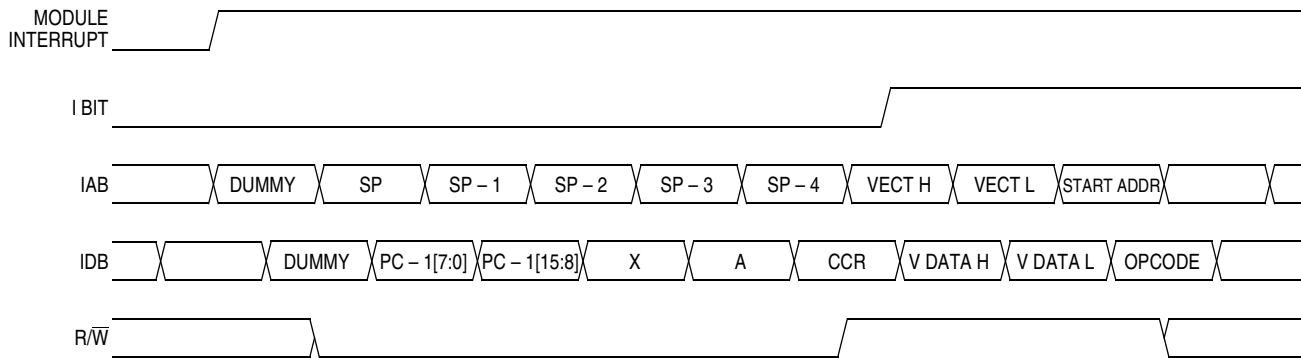 MODULE
INTERRUPT
I BIT
IAB DUMMY SP SP – 1 SP – 2 SP – 3 SP – 4 VECT H VECT L START ADDR
IDB DUMMY PC – 1[7:0] PC – 1[15:8] X A CCR V DATA H V DATA L OPCODE
R/W̅